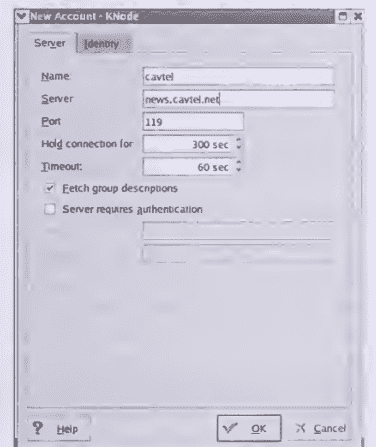 New Account - KNode
Server Identity
Name: cavtel
Server news.cavtel.net
Port 119
Hold connection for 300 sec
Timeout: 60 sec
Fetch group descriptions
Server requires authentication
? Help OK Cancel